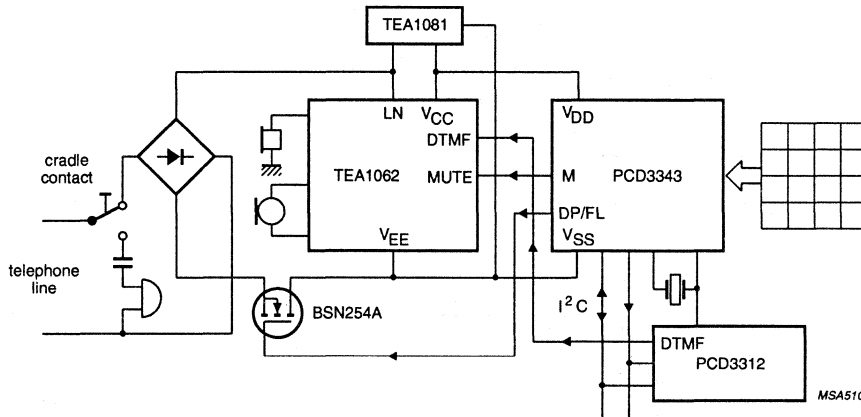 TEA1081
LN
VCC
DTMF
TEA1062
MUTE
VEE
VDD
M
PCD3343
DP/FL
VSS
cradle
contact
telephone
line
BSN254A
I²C
DTMF
PCD3312
MSA510